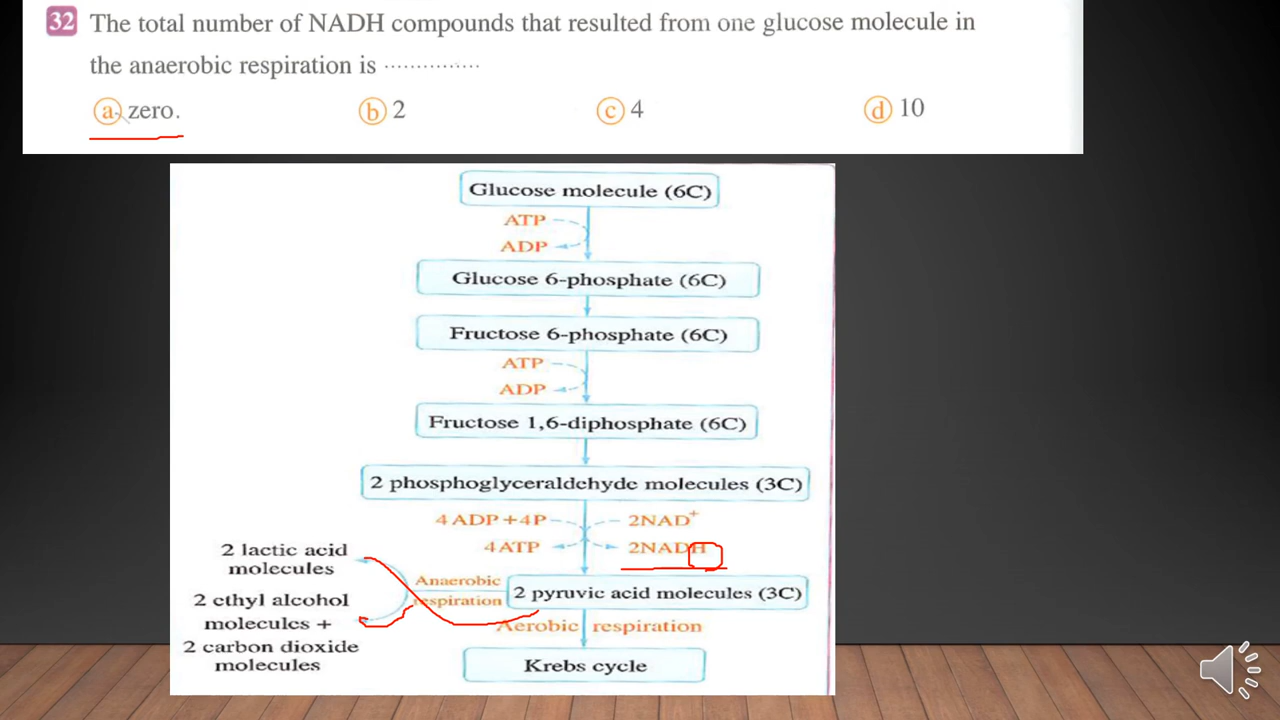 32 The total number of NADH compounds that resulted from one glucose molecule in
the anaerobic respiration is ...............
a zero.
b 2
c 4
d 10
Glucose molecule (6C)
ATP
ADP
Glucose 6-phosphate (6C)
Fructose 6-phosphate (6C)
ATP
ADP
Fructose 1,6-diphosphate (6C)
2 phosphoglyceraldehyde molecules (3C)
4 ADP+4P
2NAD+
4 ATP
2NADH
2 lactic acid
molecules
Anaerobic
respiration
2 pyruvic acid molecules (3C)
2 ethyl alcohol
molecules +
2 carbon dioxide
molecules
Aerobic respiration
Krebs cycle